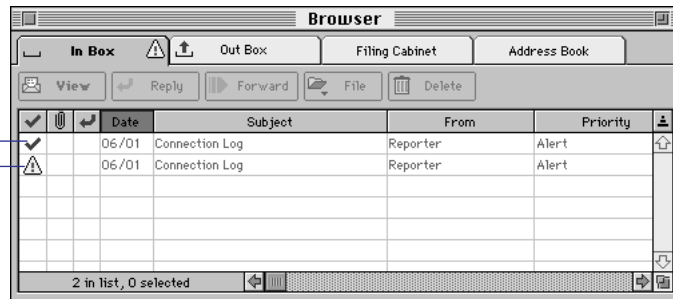 Browser
In Box Out Box Filing Cabinet Address Book
View Reply Forward File Delete
Date Subject From Priority
06/01 Connection Log Reporter Alert
06/01 Connection Log Reporter Alert
2 in list, 0 selected